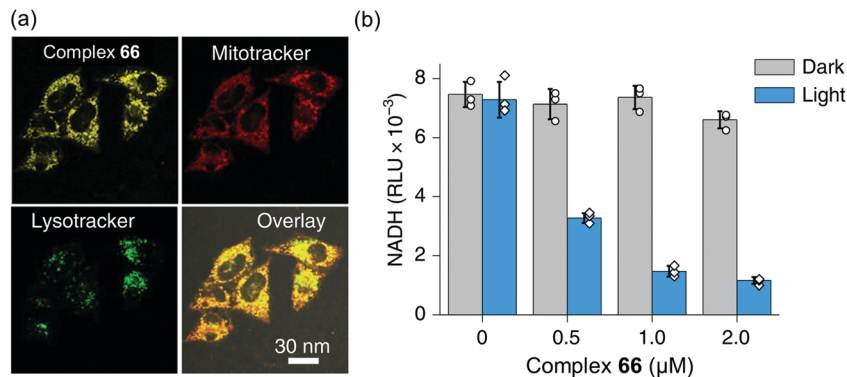 (a)
Complex 66
Mitotracker
Lysotracker
Overlay
30 nm
(b)
Dark
Light
NADH (RLU × 10⁻³)
8
6
4
2
0
0
0.5
1.0
2.0
Complex 66 (μM)